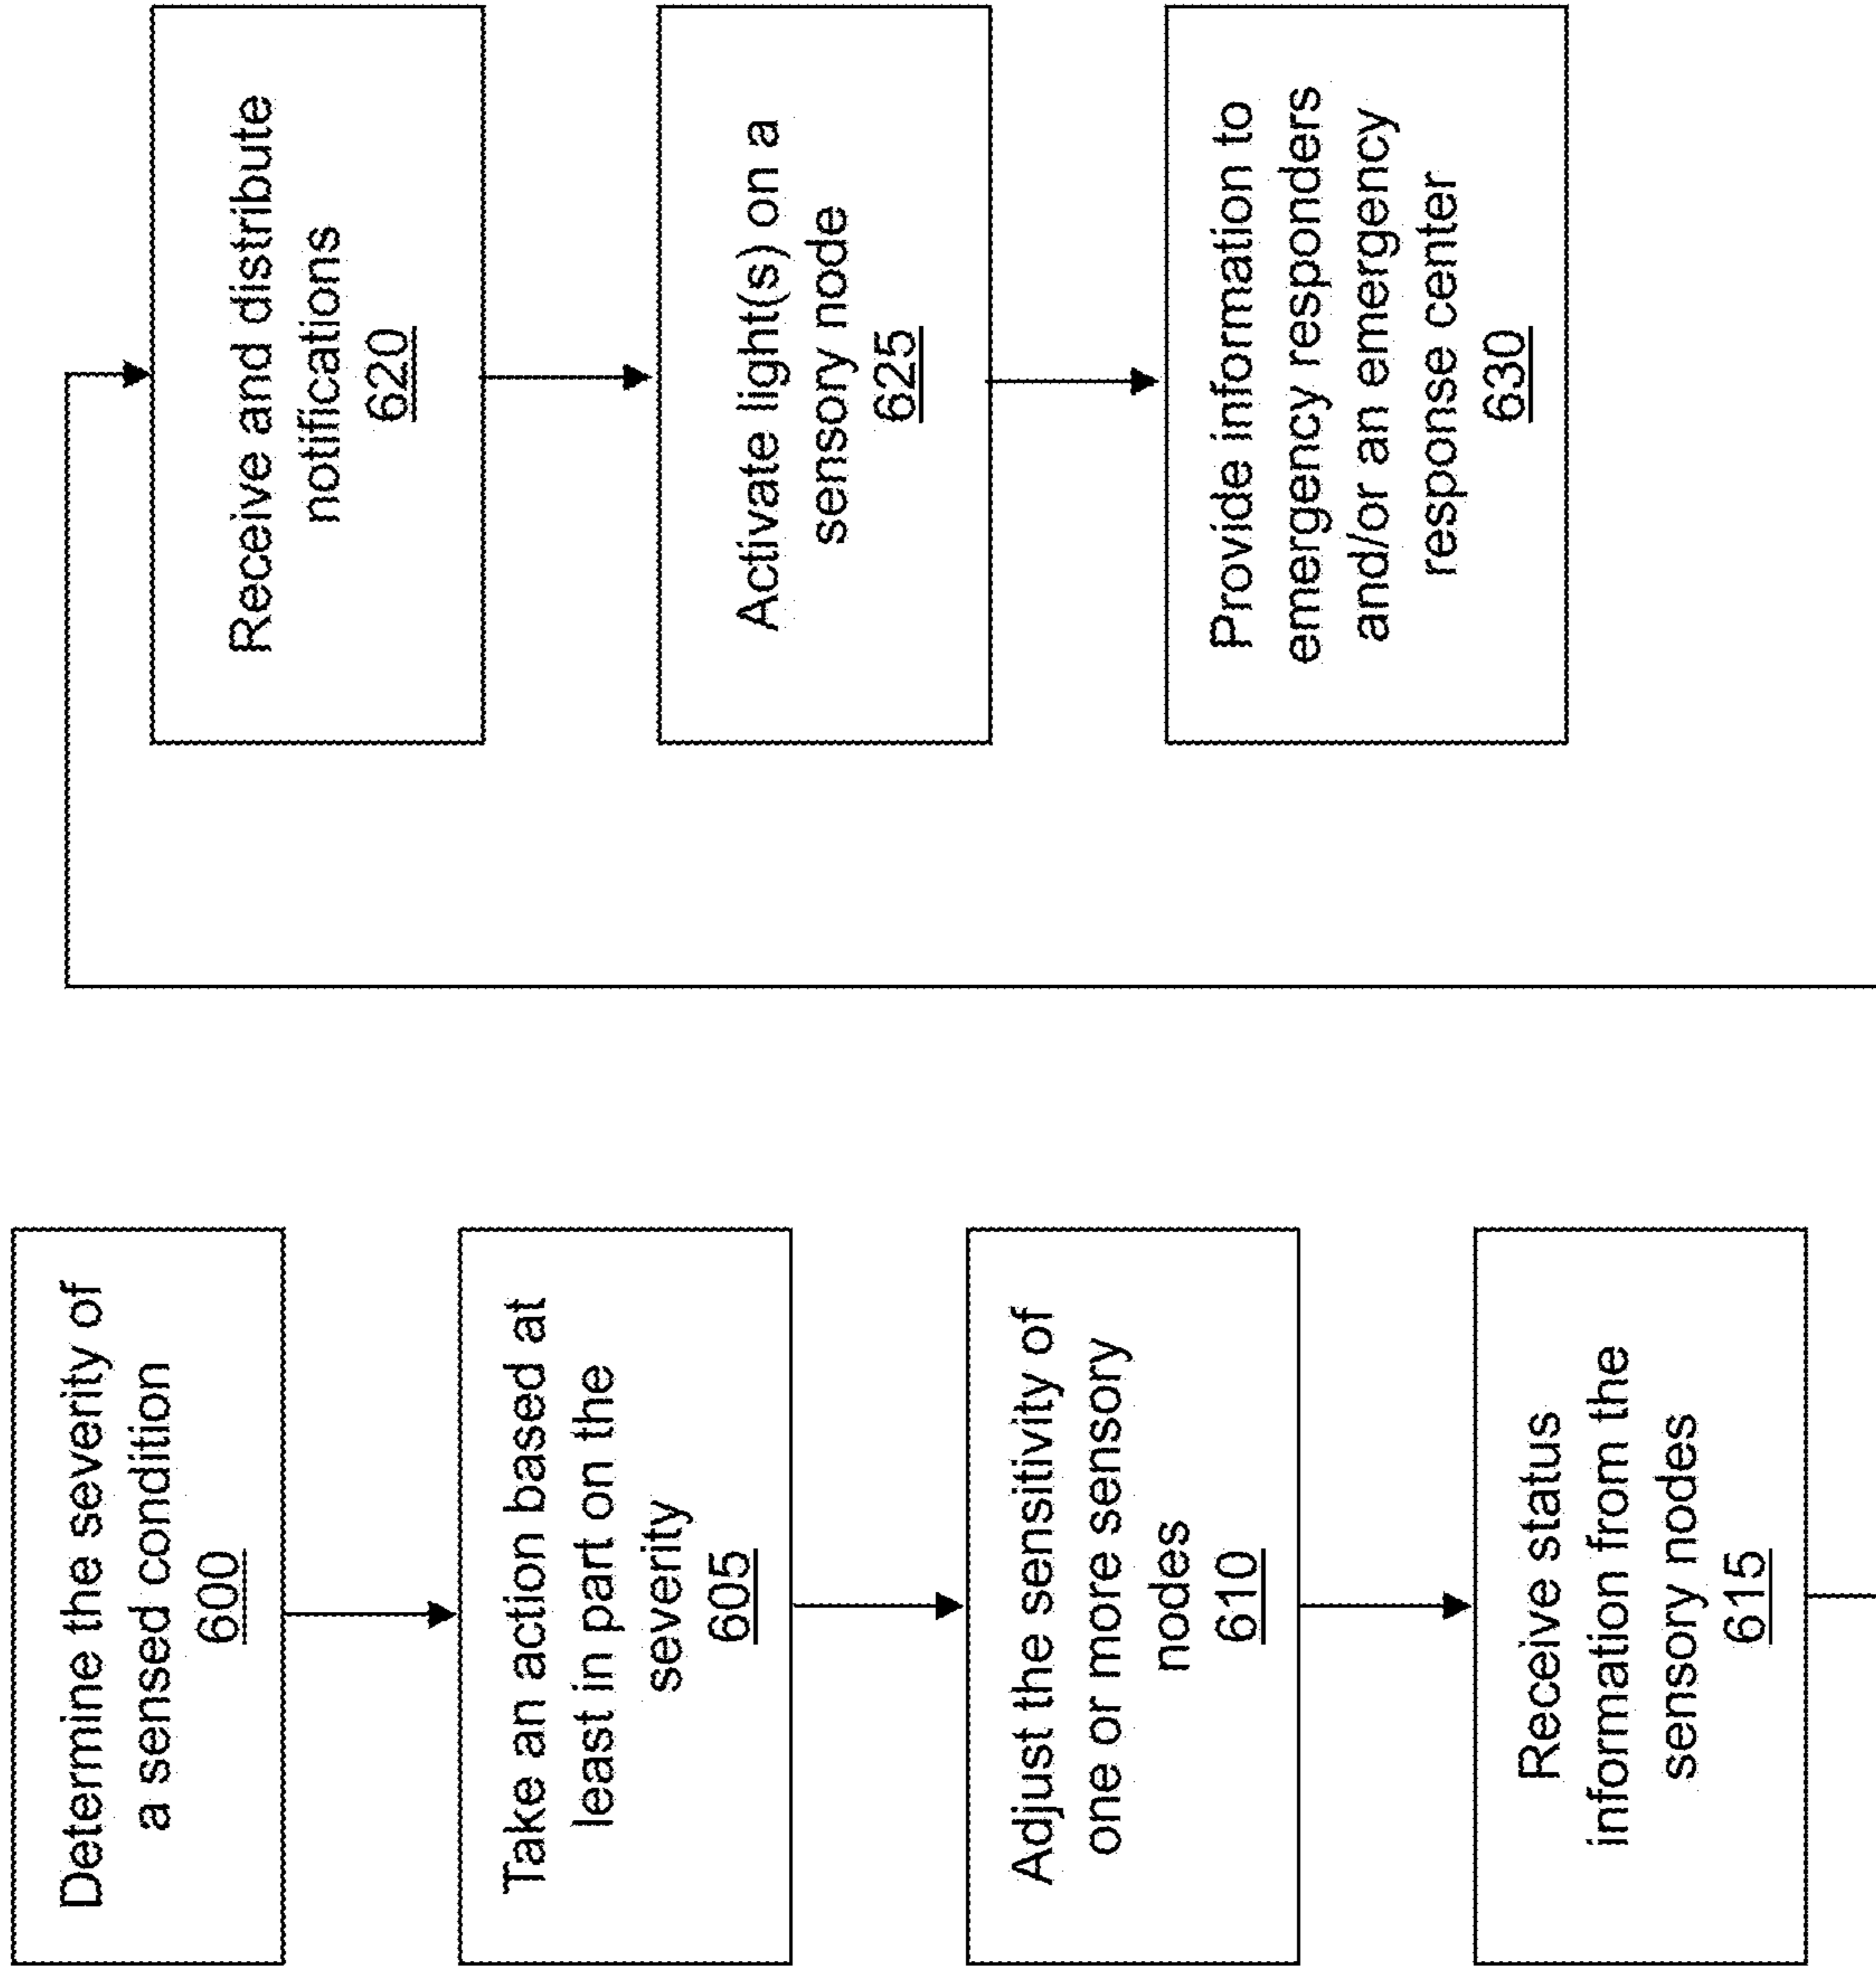 Determine the severity of
a sensed condition
600
Take an action based at
least in part on the
severity
605
Adjust the sensitivity of
one or more sensory
nodes
610
Receive status
information from the
sensory nodes
615
Receive and distribute
notifications
620
Activate light(s) on a
sensory node
625
Provide information to
emergency responders
and/or an emergency
response center
630